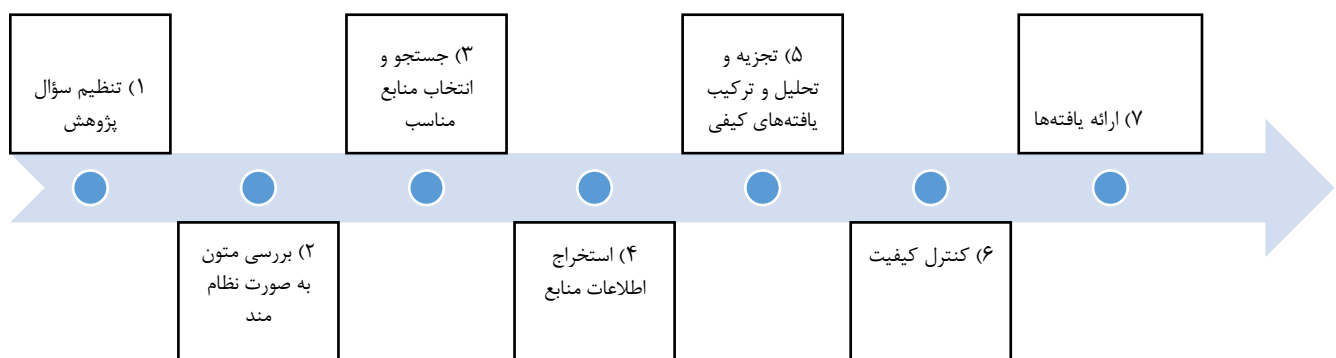 ۱) تنظیم سؤال
پژوهش
۲) بررسی متون
به صورت نظام
مند
۳) جستجو و
انتخاب منابع
مناسب
۴) استخراج
اطلاعات منابع
۵) تجزیه و
تحلیل و ترکیب
یافته‌های کیفی
۶) کنترل کیفیت
۷) ارائه یافته‌ها